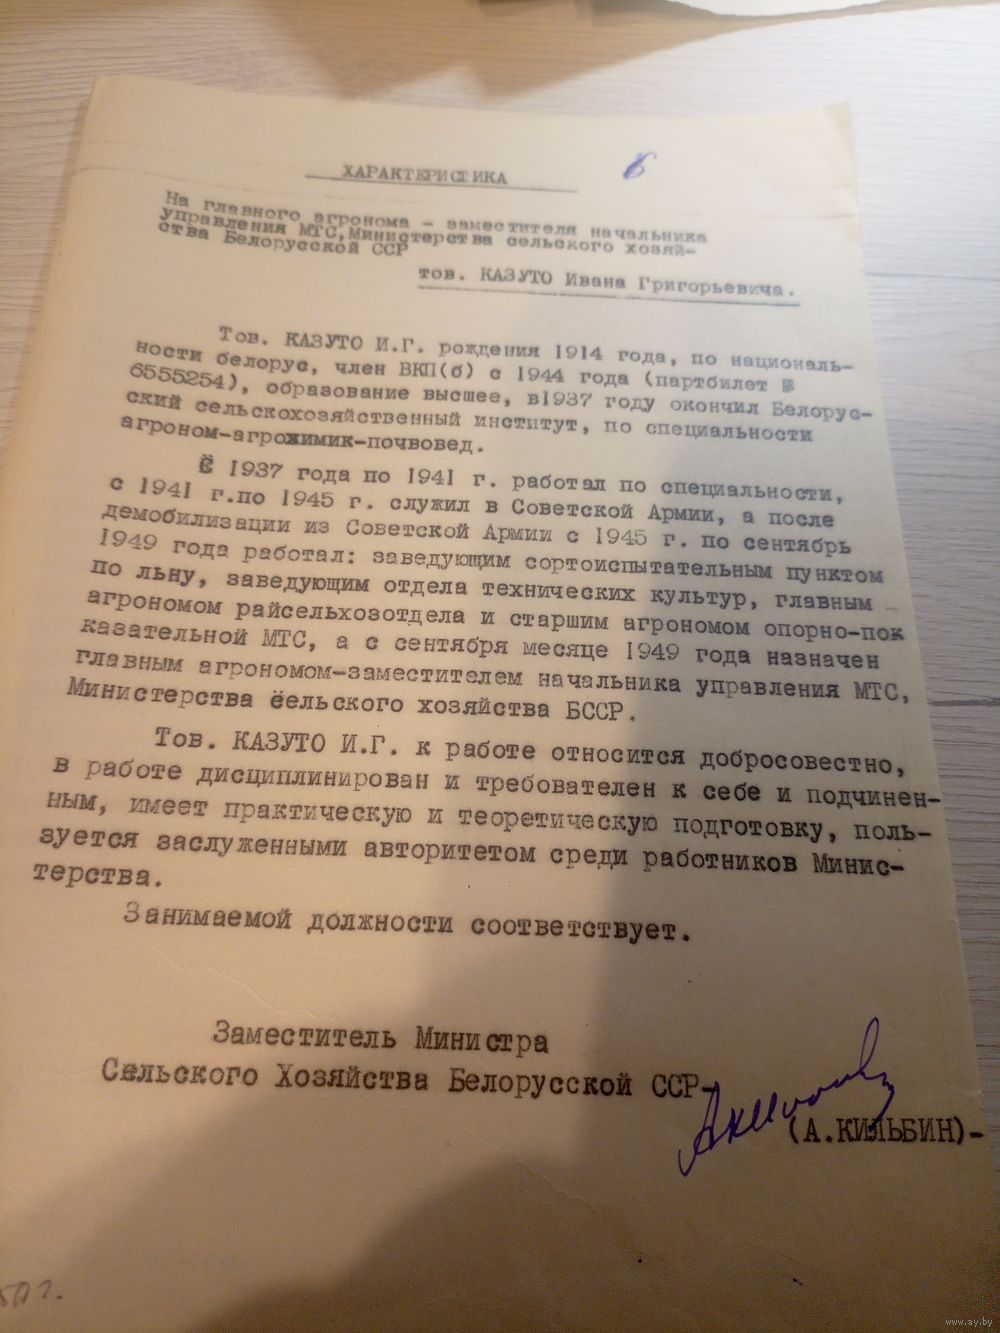 6
ХАРАКТЕРИСТИКА
На главного агронома – заместителя начальника
управления МТС,Министерства сельского хозяй-
ства Белорусской ССР
тов. КАЗУТО Ивана Григорьевича.
Тов. КАЗУТО И.Г. рождения 1914 года, по националь-
ности белорус, член ВКП(б) с 1944 года (партбилет №
6555254), образование высшее, в1937 году окончил Белорус-
ский сельскохозяйственный институт, по специальности
агроном-агрохимик-почвовед.
С 1937 года по 1941 г. работал по специальности,
с 1941 г.по 1945 г. служил в Советской Армии, а после
демобилизации из Советской Армии с 1945 г. по сентябрь
1949 года работал: заведующим сортоиспытательным пунктом
по льну, заведующим отдела технических культур, главным
агрономом райсельхозотдела и старшим агрономом опорно-пок
казательной МТС, а с сентября месяце 1949 года назначен
главным агрономом-заместителем начальника управления МТС,
Министерства сельского хозяйства БССР.
Тов. КАЗУТО И.Г. к работе относится добросовестно,
в работе дисциплинирован и требователен к себе и подчинен-
ным, имеет практическую и теоретическую подготовку, поль-
зуется заслуженными авторитетом среди работников Минис-
терства.
Занимаемой должности соответствует.
Заместитель Министра
Сельского Хозяйства Белорусской ССР-
(А.КИЛЬБИН)-
50 г.
www.ay.by